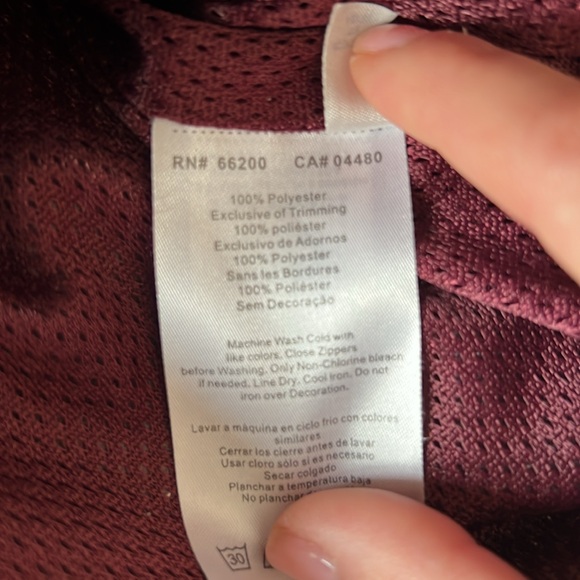 RN# 66200 CA# 04480
100% Polyester
Exclusive of Trimming
100% poliéster
Exclusivo de Adornos
100% Polyester
Sans les Bordures
100% Poliéster
Sem Decoração
Machine Wash Cold with
like colors. Close Zippers
before Washing. Only Non-Chlorine bleach
if needed. Line Dry. Cool Iron. Do not
iron over Decoration.
Lavar a máquina en ciclo frio con colores
similares
Cerrar los cierre antes de lavar
Usar cloro sólo si es necesario
Secar colgado
Planchar a temperatura baja
No planchar
30